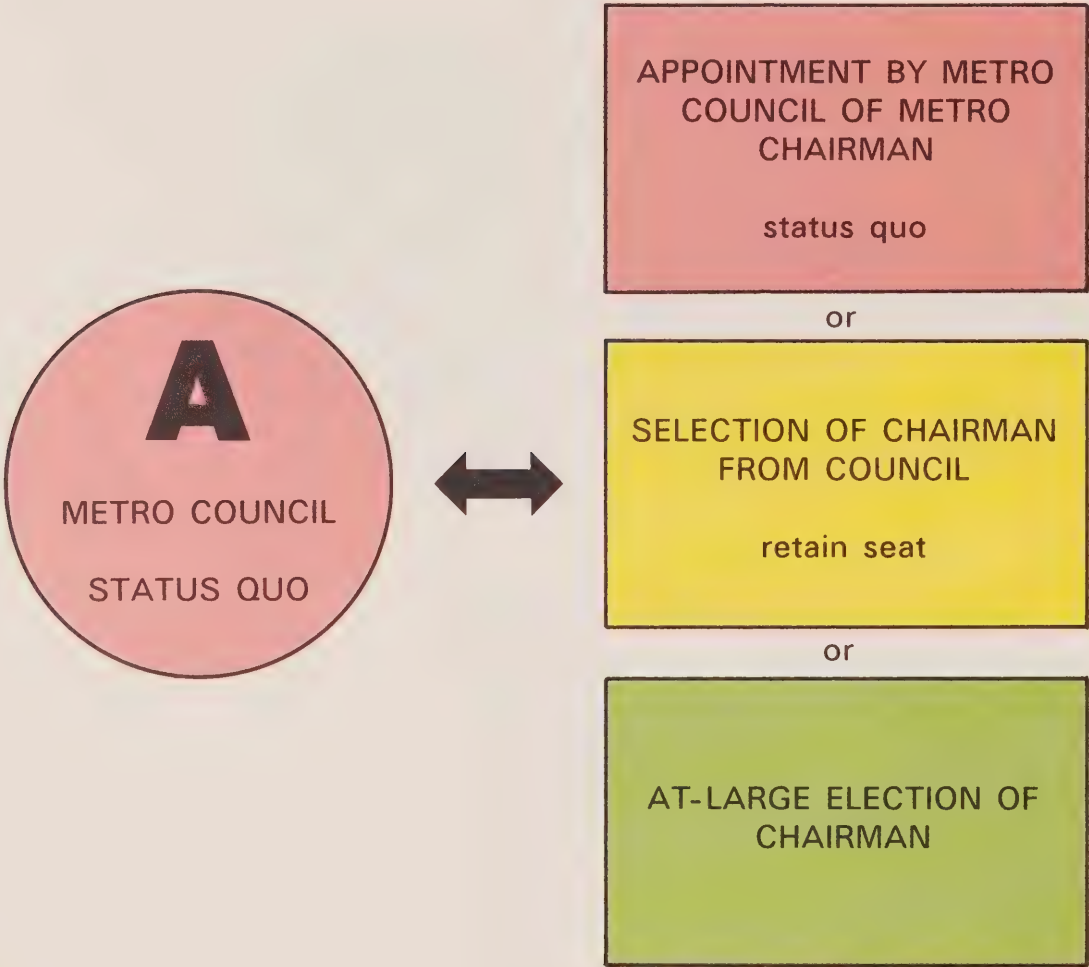 A
METRO COUNCIL
STATUS QUO
APPOINTMENT BY METRO
COUNCIL OF METRO
CHAIRMAN
status quo
or
SELECTION OF CHAIRMAN
FROM COUNCIL
retain seat
or
AT-LARGE ELECTION OF
CHAIRMAN